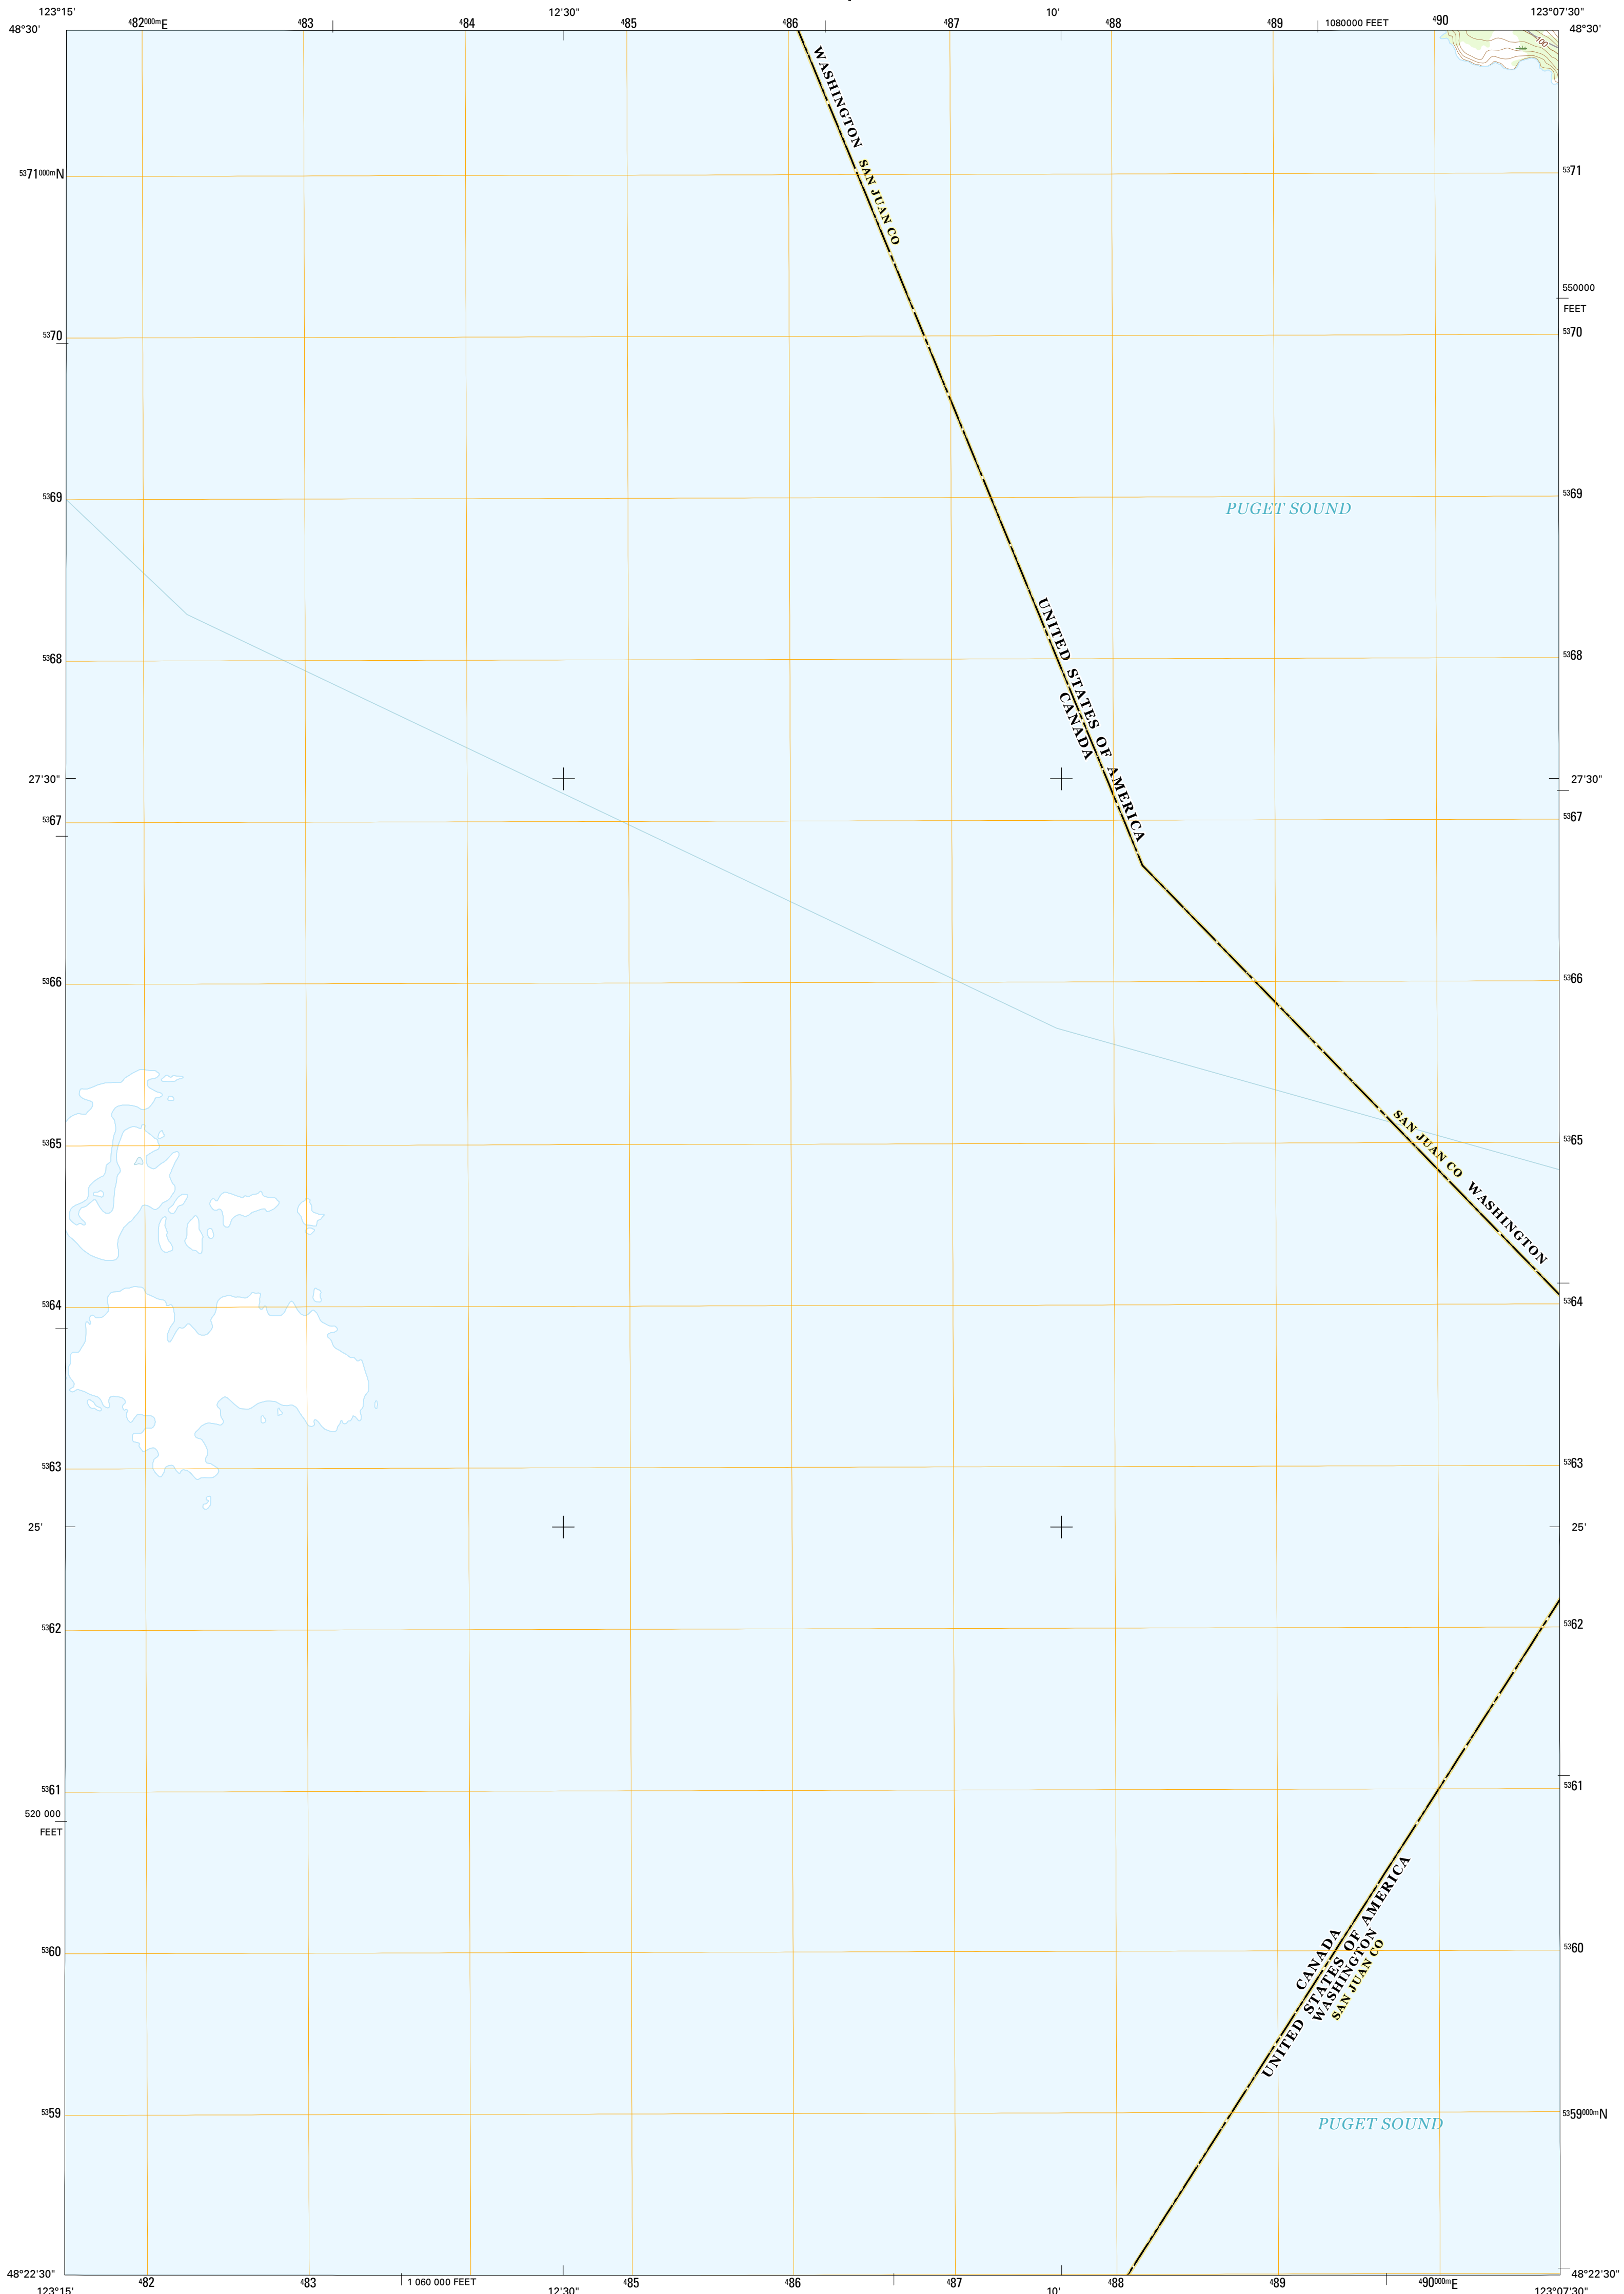 123°15' ⁴82⁰⁰⁰ᵐE ⁴83 ⁴84 12'30" ⁴85 ⁴86 ⁴87 10' ⁴88 ⁴89 1080000 FEET ⁴90 123°07'30"
48°30' 48°30'
100
WASHINGTON
SAN JUAN CO
⁵³71⁰⁰⁰ᵐN ⁵³71
550000
FEET
⁵³70 ⁵³70
⁵³69 ⁵³69
PUGET SOUND
UNITED STATES OF AMERICA
CANADA
⁵³68 ⁵³68
27'30" 27'30"
⁵³67 ⁵³67
⁵³66 ⁵³66
SAN JUAN CO WASHINGTON
⁵³65 ⁵³65
⁵³64 ⁵³64
⁵³63 ⁵³63
25' 25'
⁵³62 ⁵³62
⁵³61 ⁵³61
520 000
FEET
CANADA
UNITED STATES OF AMERICA
WASHINGTON
SAN JUAN CO
⁵³60 ⁵³60
⁵³59 ⁵³59⁰⁰⁰ᵐN
PUGET SOUND
48°22'30" 48°22'30"
123°15' ⁴82 ⁴83 1 060 000 FEET 12'30" ⁴85 ⁴86 ⁴87 10' ⁴88 ⁴89 ⁴90⁰⁰⁰ᵐE 123°07'30"